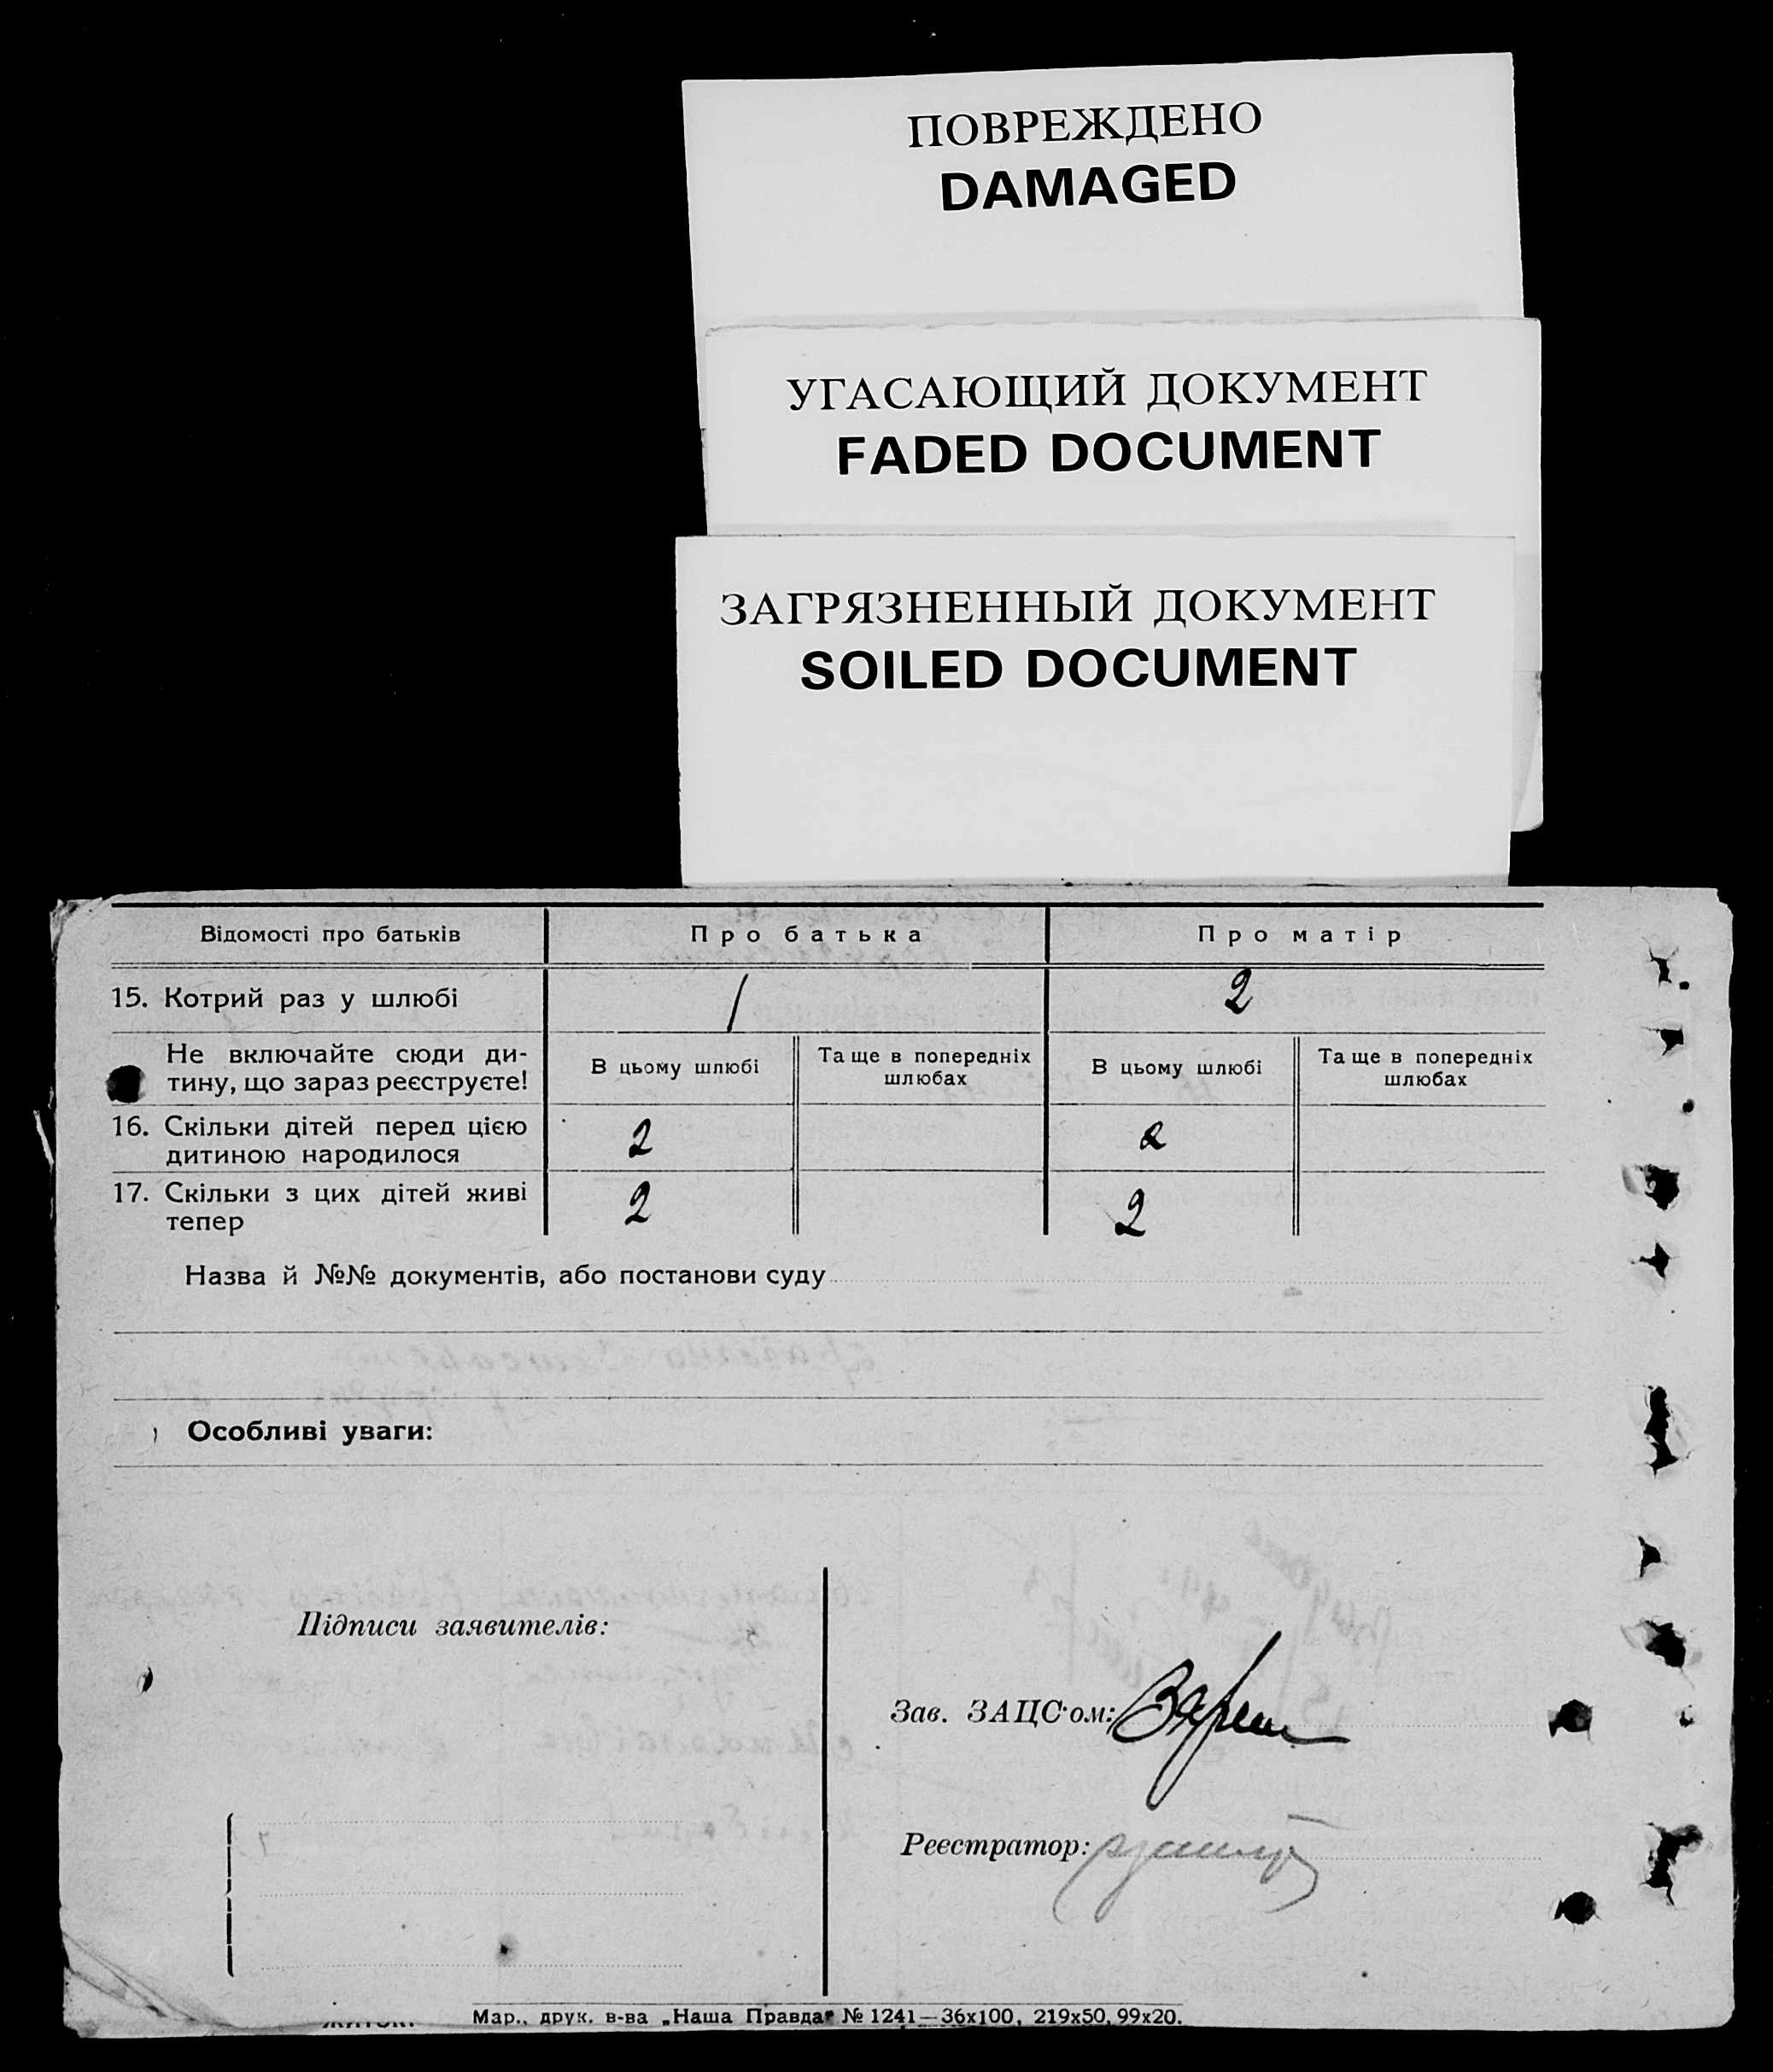 ПОВРЕЖДЕНО
DAMAGED
УГАСАЮЩИЙ ДОКУМЕНТ
FADED DOCUMENT
ЗАГРЯЗНЕННЫЙ ДОКУМЕНТ
SOILED DOCUMENT
Відомості про батьків Про батька Про матір
15. Котрий раз у шлюбі 1 2
Не включайте сюди ди-
тину, що зараз реєструєте!
В цьому шлюбі
Та ще в попередніх
шлюбах
В цьому шлюбі
Та ще в попередніх
шлюбах
16. Скільки дітей перед цією
дитиною народилося 2 2
17. Скільки з цих дітей живі
тепер 2 2
Назва й №№ документів, або постанови суду
Особливі уваги:
Підписи заявителів:
Зав. ЗАЦС'ом:
Реєстратор:
Мар., друк. в-ва „Наша Правда" № 1241—36х100, 219х50, 99х20.